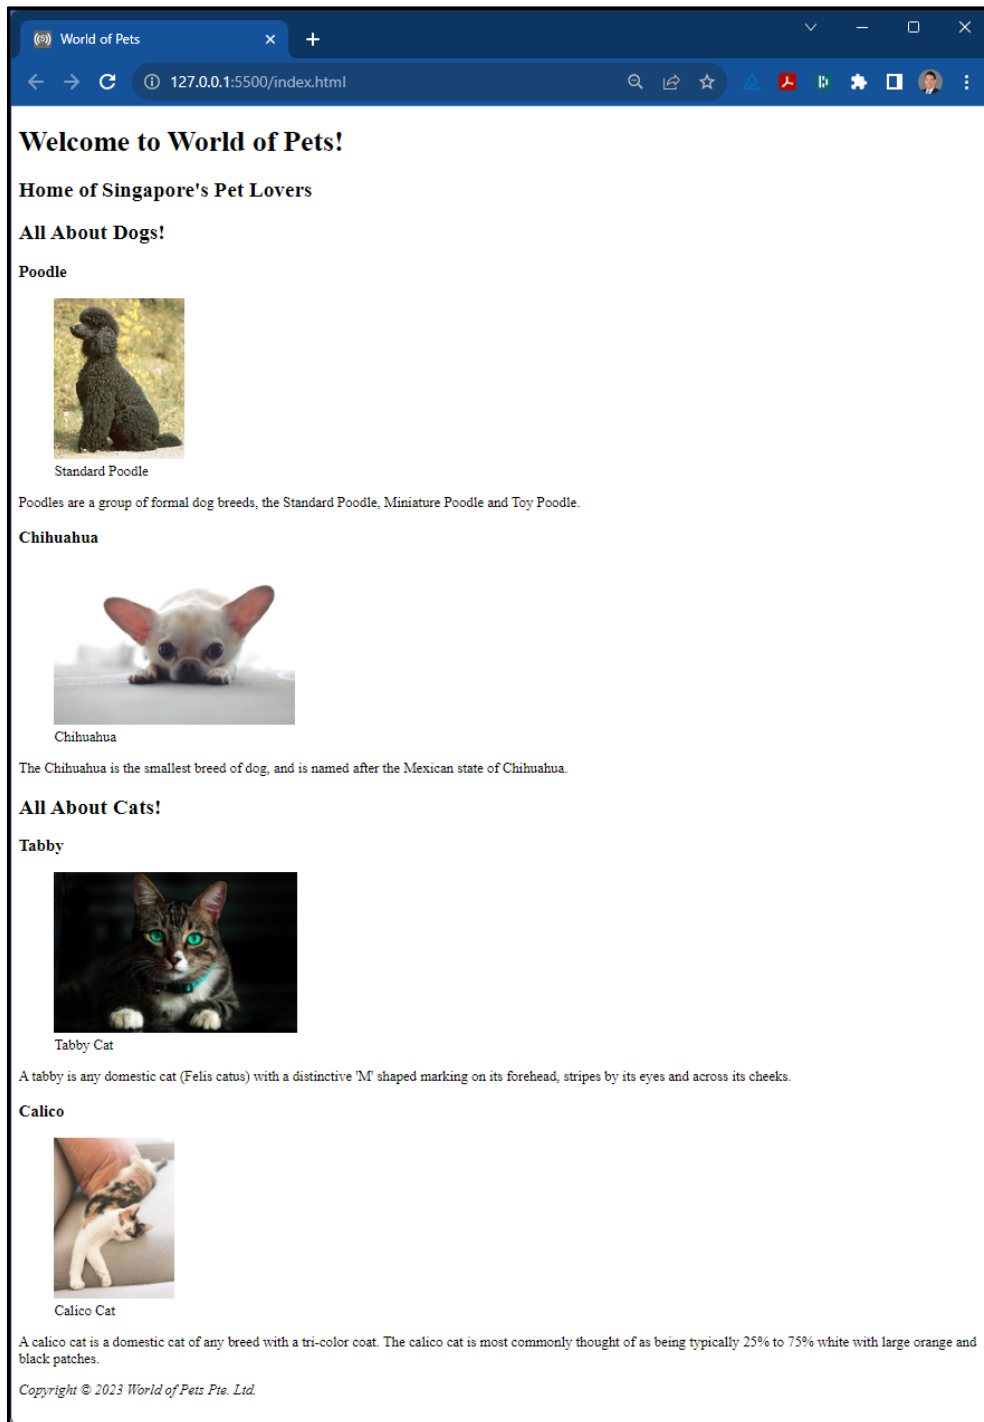 World of Pets
127.0.0.1:5500/index.html
Welcome to World of Pets!
Home of Singapore's Pet Lovers
All About Dogs!
Poodle
Standard Poodle
Poodles are a group of formal dog breeds, the Standard Poodle, Miniature Poodle and Toy Poodle.
Chihuahua
Chihuahua
The Chihuahua is the smallest breed of dog, and is named after the Mexican state of Chihuahua.
All About Cats!
Tabby
Tabby Cat
A tabby is any domestic cat (Felis catus) with a distinctive 'M' shaped marking on its forehead, stripes by its eyes and across its cheeks.
Calico
Calico Cat
A calico cat is a domestic cat of any breed with a tri-color coat. The calico cat is most commonly thought of as being typically 25% to 75% white with large orange and
black patches.
Copyright © 2023 World of Pets Pte. Ltd.